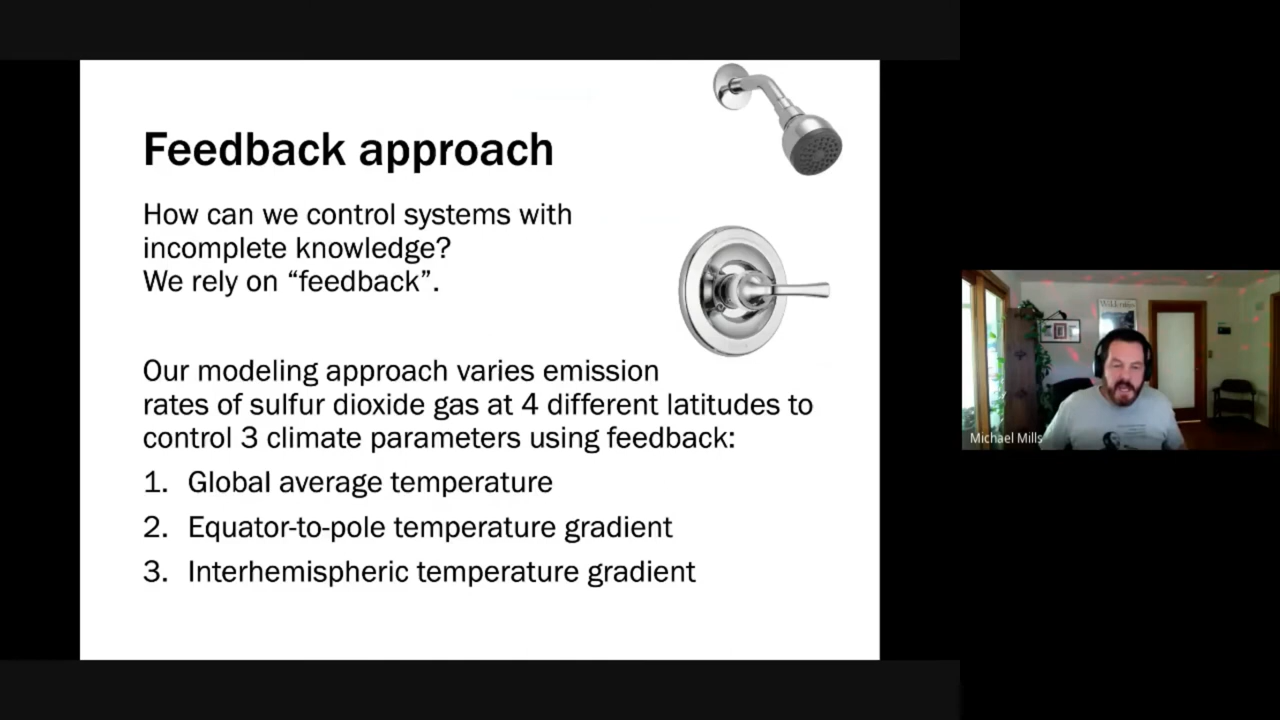 Feedback approach
How can we control systems with
incomplete knowledge?
We rely on “feedback”.
Our modeling approach varies emission
rates of sulfur dioxide gas at 4 different latitudes to
control 3 climate parameters using feedback:
1. Global average temperature
2. Equator-to-pole temperature gradient
3. Interhemispheric temperature gradient
Michael Mills